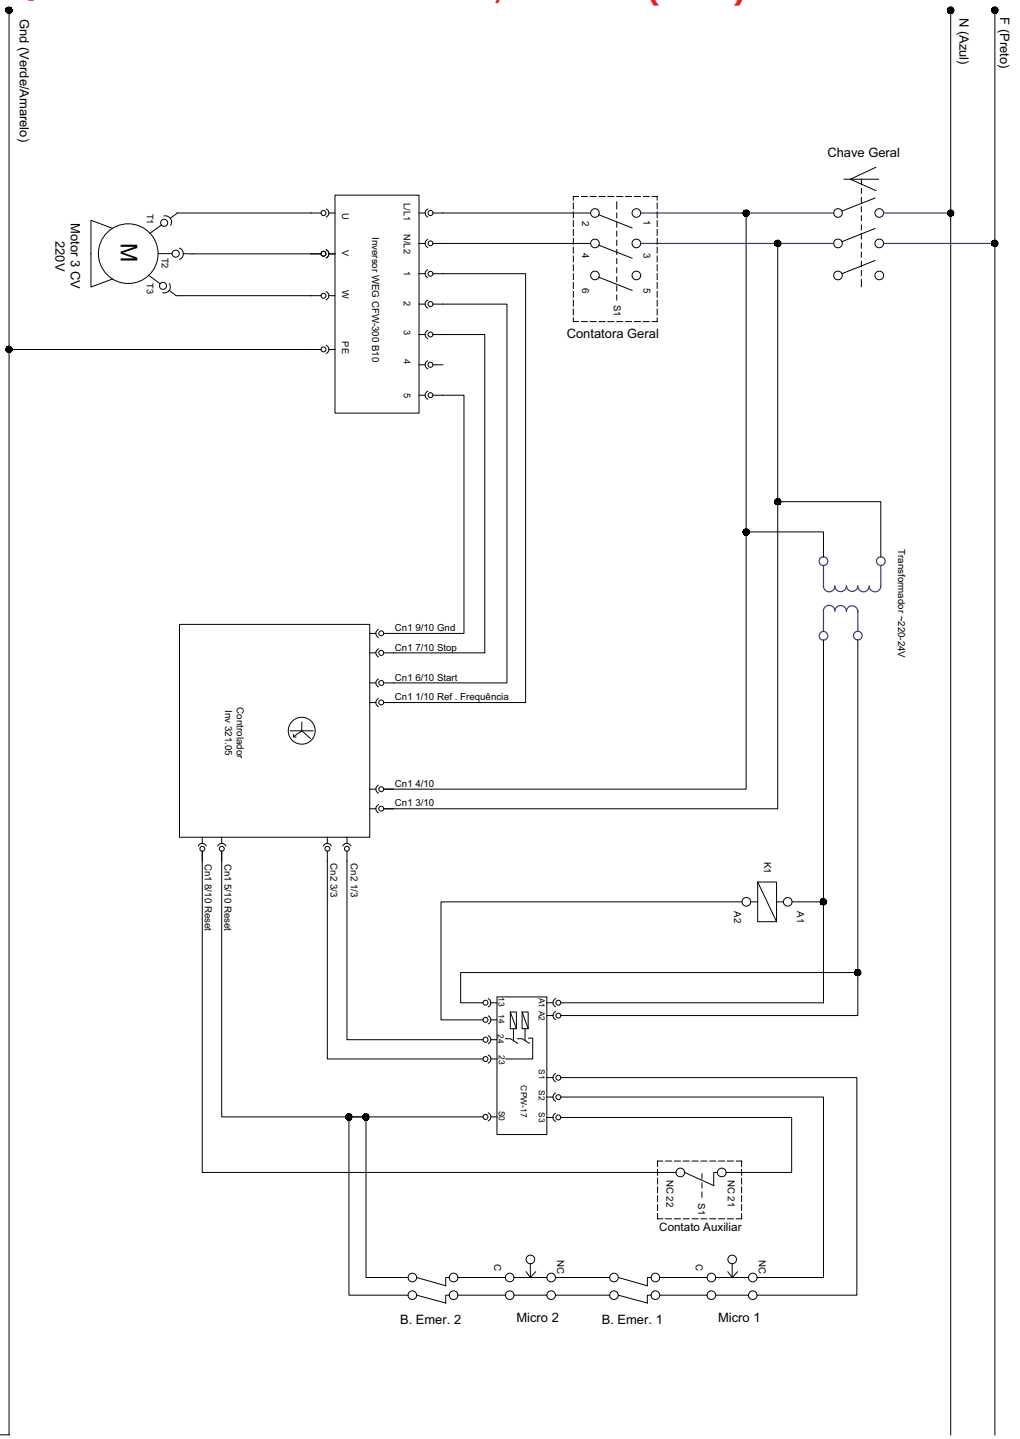 Gnd (Verde/Amarelo)
N (Azul)
F (Preto)
Chave Geral
L/L1
N/L2
1
2
3
4
5
U
V
W
PE
Inversor WEG CFW-300 B10
T1
T2
T3
M
Motor 3 CV
220V
1
2
3
4
5
6
S1
Contatora Geral
Transformador ~220-24V
Cn1 9/10 Gnd
Cn1 7/10 Stop
Cn1 6/10 Start
Cn1 1/10 Ref . Frequência
Cn1 4/10
Cn1 3/10
Controlador
Inv 321.05
Cn1 8/10 Reset
Cn1 5/10 Reset
Cn2 3/3
Cn2 1/3
K1
A1
A2
13
14
24
23
S0
A1
A2
S1
S2
S3
CPW-17
NC 22
NC 21
S1
Contato Auxiliar
C
NC
C
NC
B. Emer. 2
Micro 2
B. Emer. 1
Micro 1